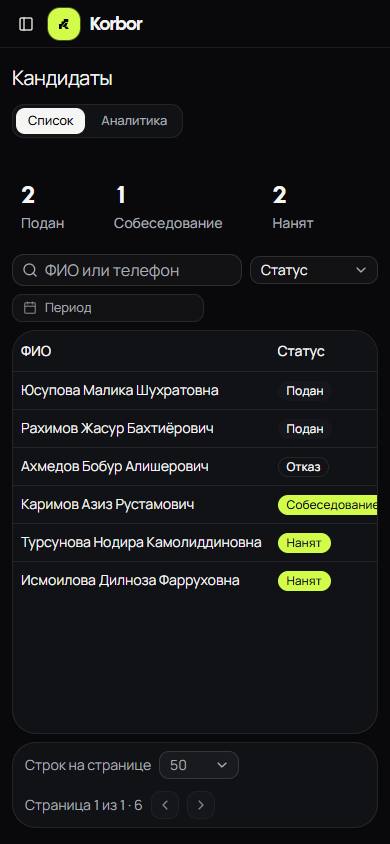 Korbor
Кандидаты
Список Аналитика
2 1 2
Подан Собеседование Нанят
ФИО или телефон Статус
Период
ФИО Статус
Юсупова Малика Шухратовна Подан
Рахимов Жасур Бахтиёрович Подан
Ахмедов Бобур Алишерович Отказ
Каримов Азиз Рустамович Собеседование
Турсунова Нодира Камолиддиновна Нанят
Исмоилова Дилноза Фарруховна Нанят
Строк на странице 50
Страница 1 из 1 · 6